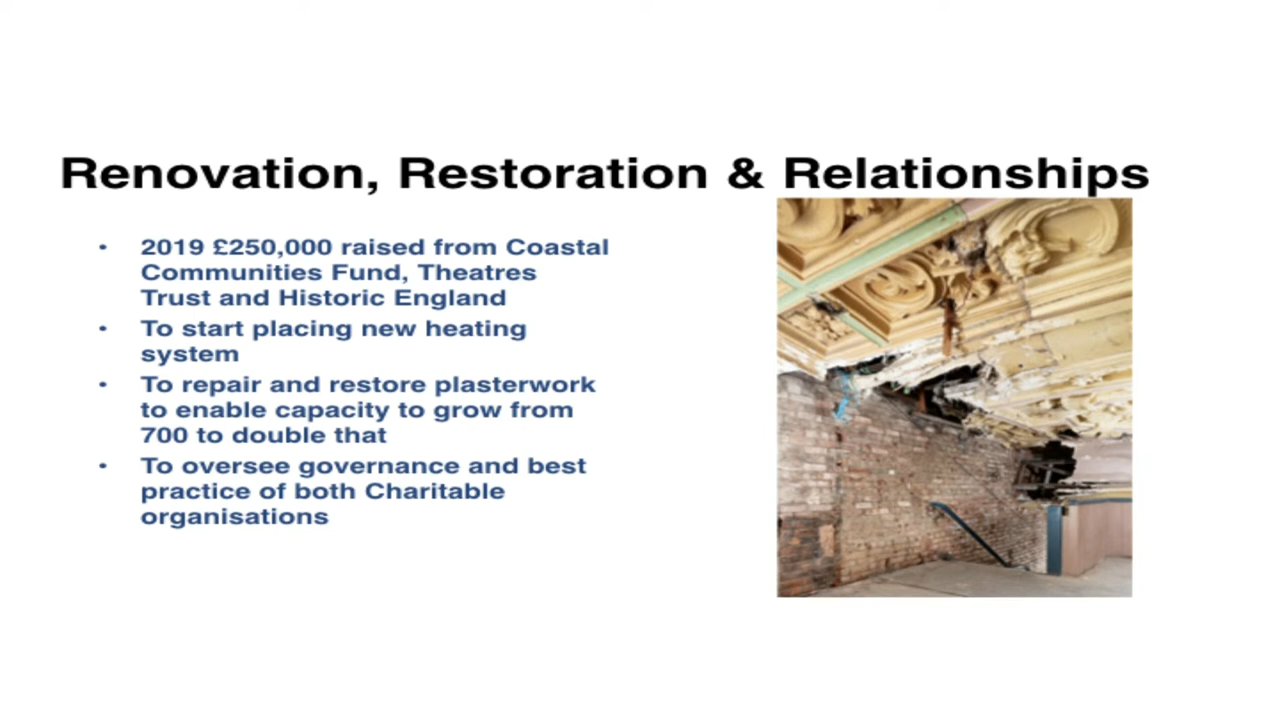 Renovation, Restoration & Relationships
• 2019 £250,000 raised from Coastal
Communities Fund, Theatres
Trust and Historic England
• To start placing new heating
system
• To repair and restore plasterwork
to enable capacity to grow from
700 to double that
• To oversee governance and best
practice of both Charitable
organisations